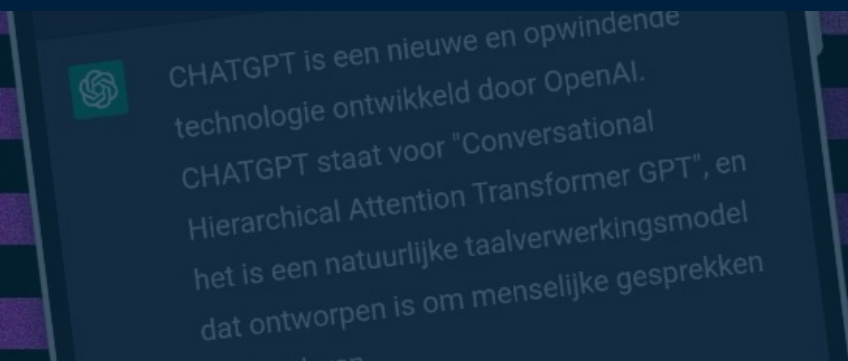 CHATGPT is een nieuwe en opwindende
technologie ontwikkeld door OpenAI.
CHATGPT staat voor "Conversational
Hierarchical Attention Transformer GPT", en
het is een natuurlijke taalverwerkingsmodel
dat ontworpen is om menselijke gesprekken